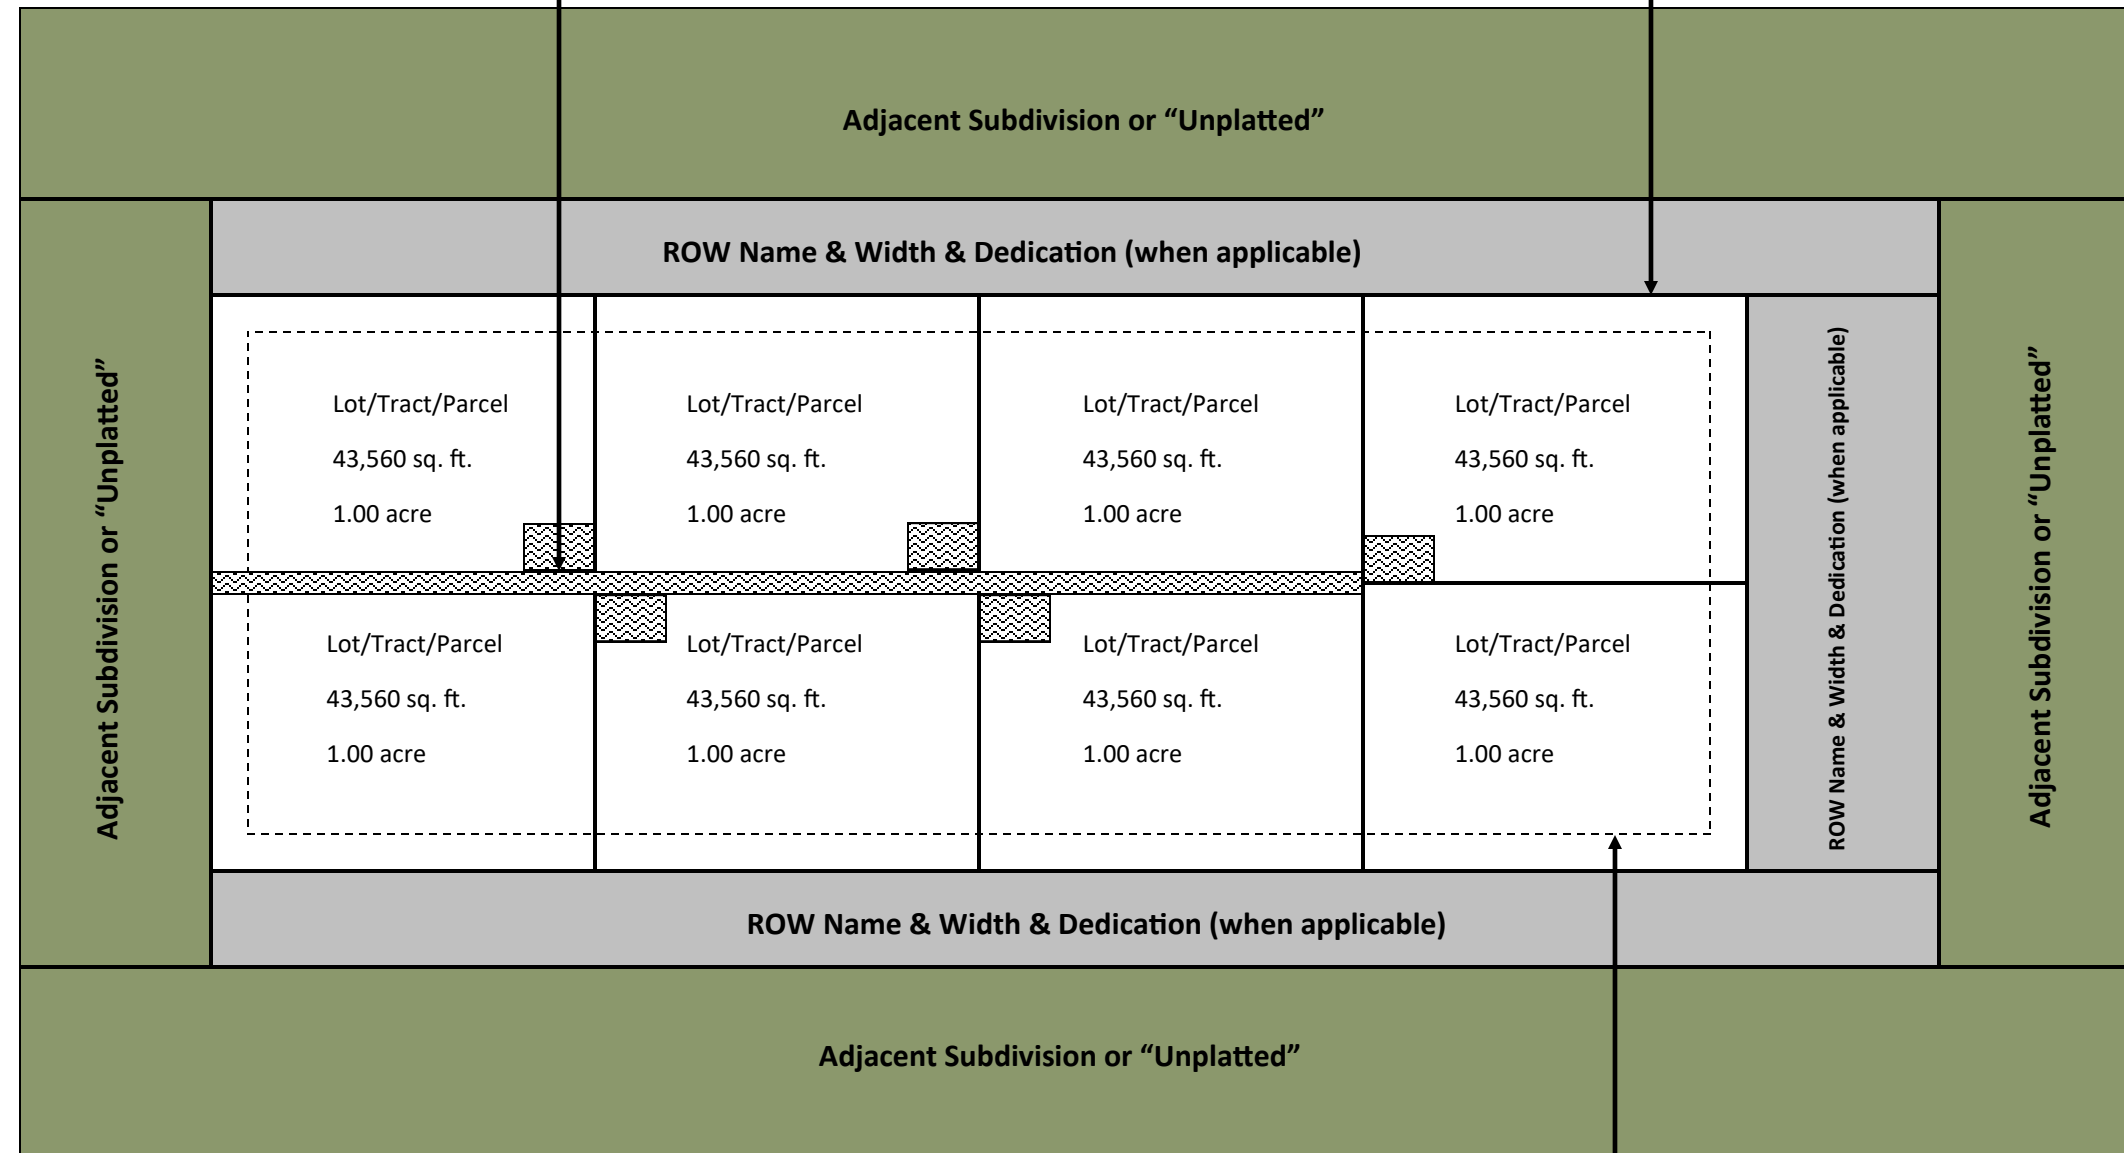 Adjacent Subdivision or “Unplatted”
ROW Name & Width & Dedication (when applicable)
Adjacent Subdivision or “Unplatted”
Lot/Tract/Parcel
43,560 sq. ft.
1.00 acre
Lot/Tract/Parcel
43,560 sq. ft.
1.00 acre
Lot/Tract/Parcel
43,560 sq. ft.
1.00 acre
Lot/Tract/Parcel
43,560 sq. ft.
1.00 acre
Lot/Tract/Parcel
43,560 sq. ft.
1.00 acre
Lot/Tract/Parcel
43,560 sq. ft.
1.00 acre
Lot/Tract/Parcel
43,560 sq. ft.
1.00 acre
Lot/Tract/Parcel
43,560 sq. ft.
1.00 acre
ROW Name & Width & Dedication (when applicable)
Adjacent Subdivision or “Unplatted”
ROW Name & Width & Dedication (when applicable)
Adjacent Subdivision or “Unplatted”